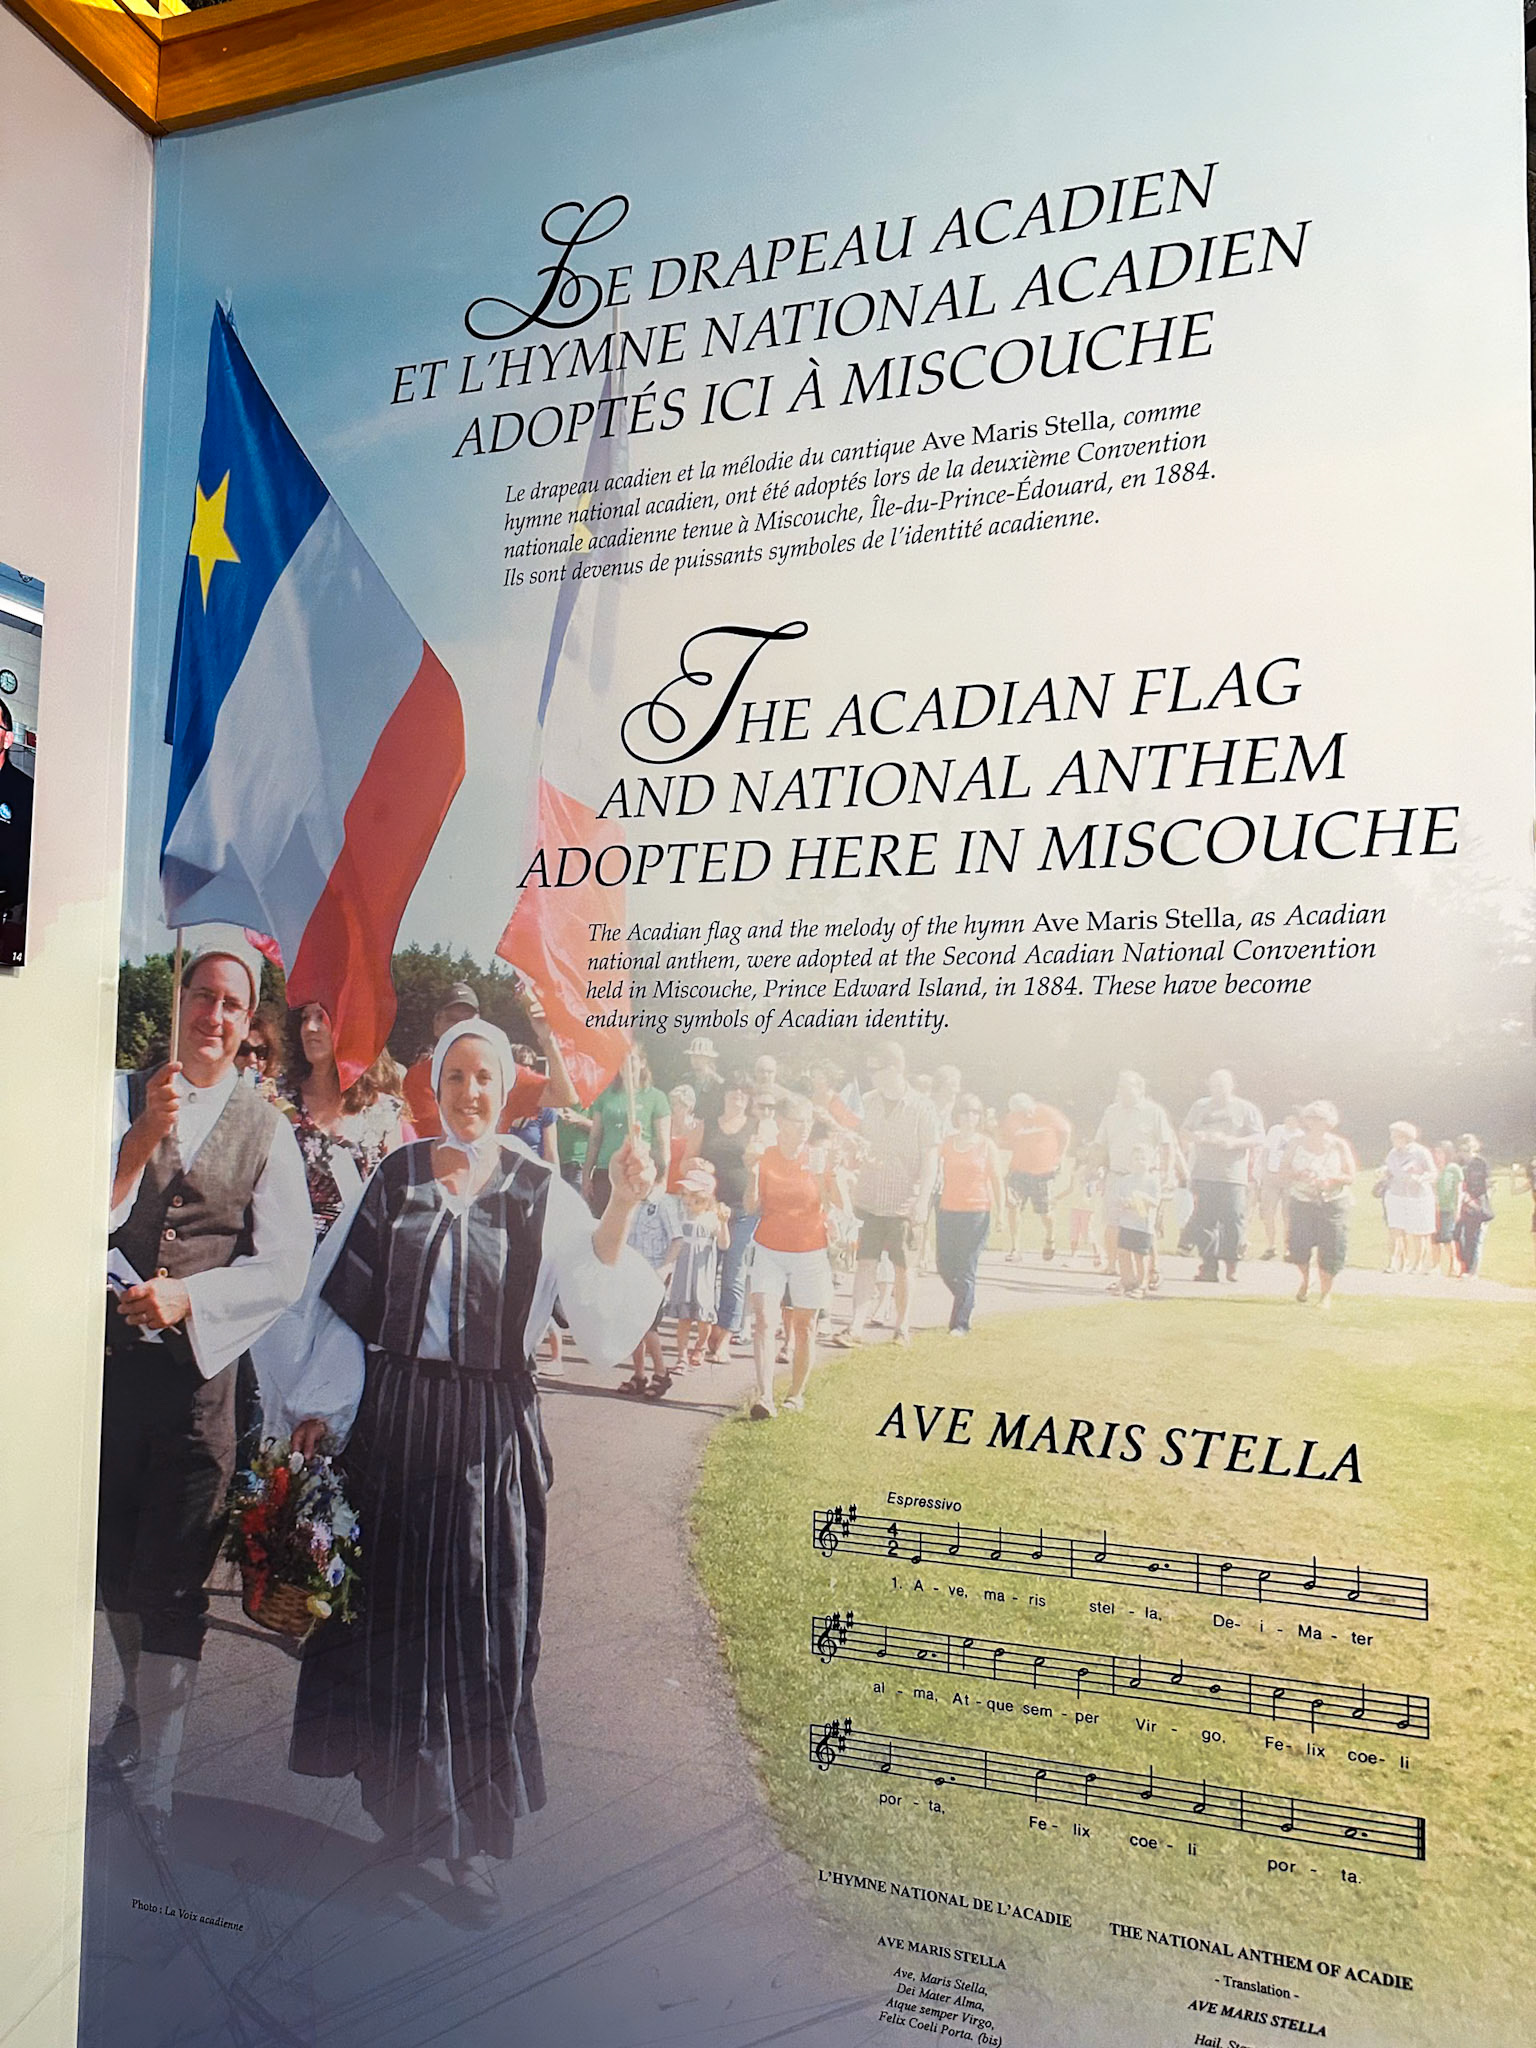 LE DRAPEAU ACADIEN
ET L'HYMNE NATIONAL ACADIEN
ADOPTÉS ICI À MISCOUCHE
Le drapeau acadien et la mélodie du cantique Ave Maris Stella, comme
hymne national acadien, ont été adoptés lors de la deuxième Convention
nationale acadienne tenue à Miscouche, Île-du-Prince-Édouard, en 1884.
Ils sont devenus de puissants symboles de l'identité acadienne.
THE ACADIAN FLAG
AND NATIONAL ANTHEM
ADOPTED HERE IN MISCOUCHE
The Acadian flag and the melody of the hymn Ave Maris Stella, as Acadian
national anthem, were adopted at the Second Acadian National Convention
held in Miscouche, Prince Edward Island, in 1884. These have become
enduring symbols of Acadian identity.
14
AVE MARIS STELLA
Espressivo
4
2
1. A - ve, ma - ris stel - la, De- i - Ma - ter
al - ma, At - que sem - per Vir - go, Fe- lix coe- li
por - ta, Fe - lix coe - li por - ta.
Photo : La Voix acadienne
L'HYMNE NATIONAL DE L'ACADIE
AVE MARIS STELLA
Ave, Maris Stella,
Dei Mater Alma,
Atque semper Virgo,
Felix Coeli Porta. (bis)
THE NATIONAL ANTHEM OF ACADIE
- Translation -
AVE MARIS STELLA
Hail,